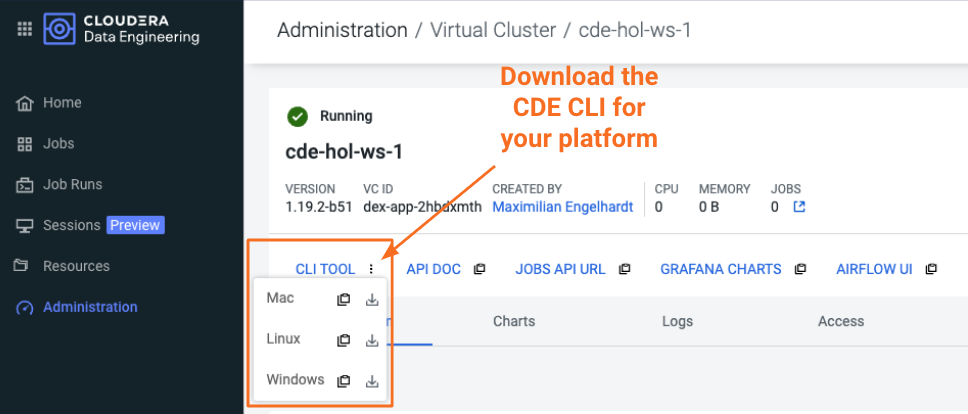 CLOUDERA
Data Engineering
Home
Jobs
Job Runs
Sessions Preview
Resources
Administration
Administration / Virtual Cluster / cde-hol-ws-1
Download the
CDE CLI for
your platform
Running
cde-hol-ws-1
VERSION VC ID CREATED BY CPU MEMORY JOBS
1.19.2-b51 dex-app-2hbdxmth Maximilian Engelhardt 0 0 B 0
CLI TOOL API DOC JOBS API URL GRAFANA CHARTS AIRFLOW UI
Mac
Linux
Windows
Charts Logs Access